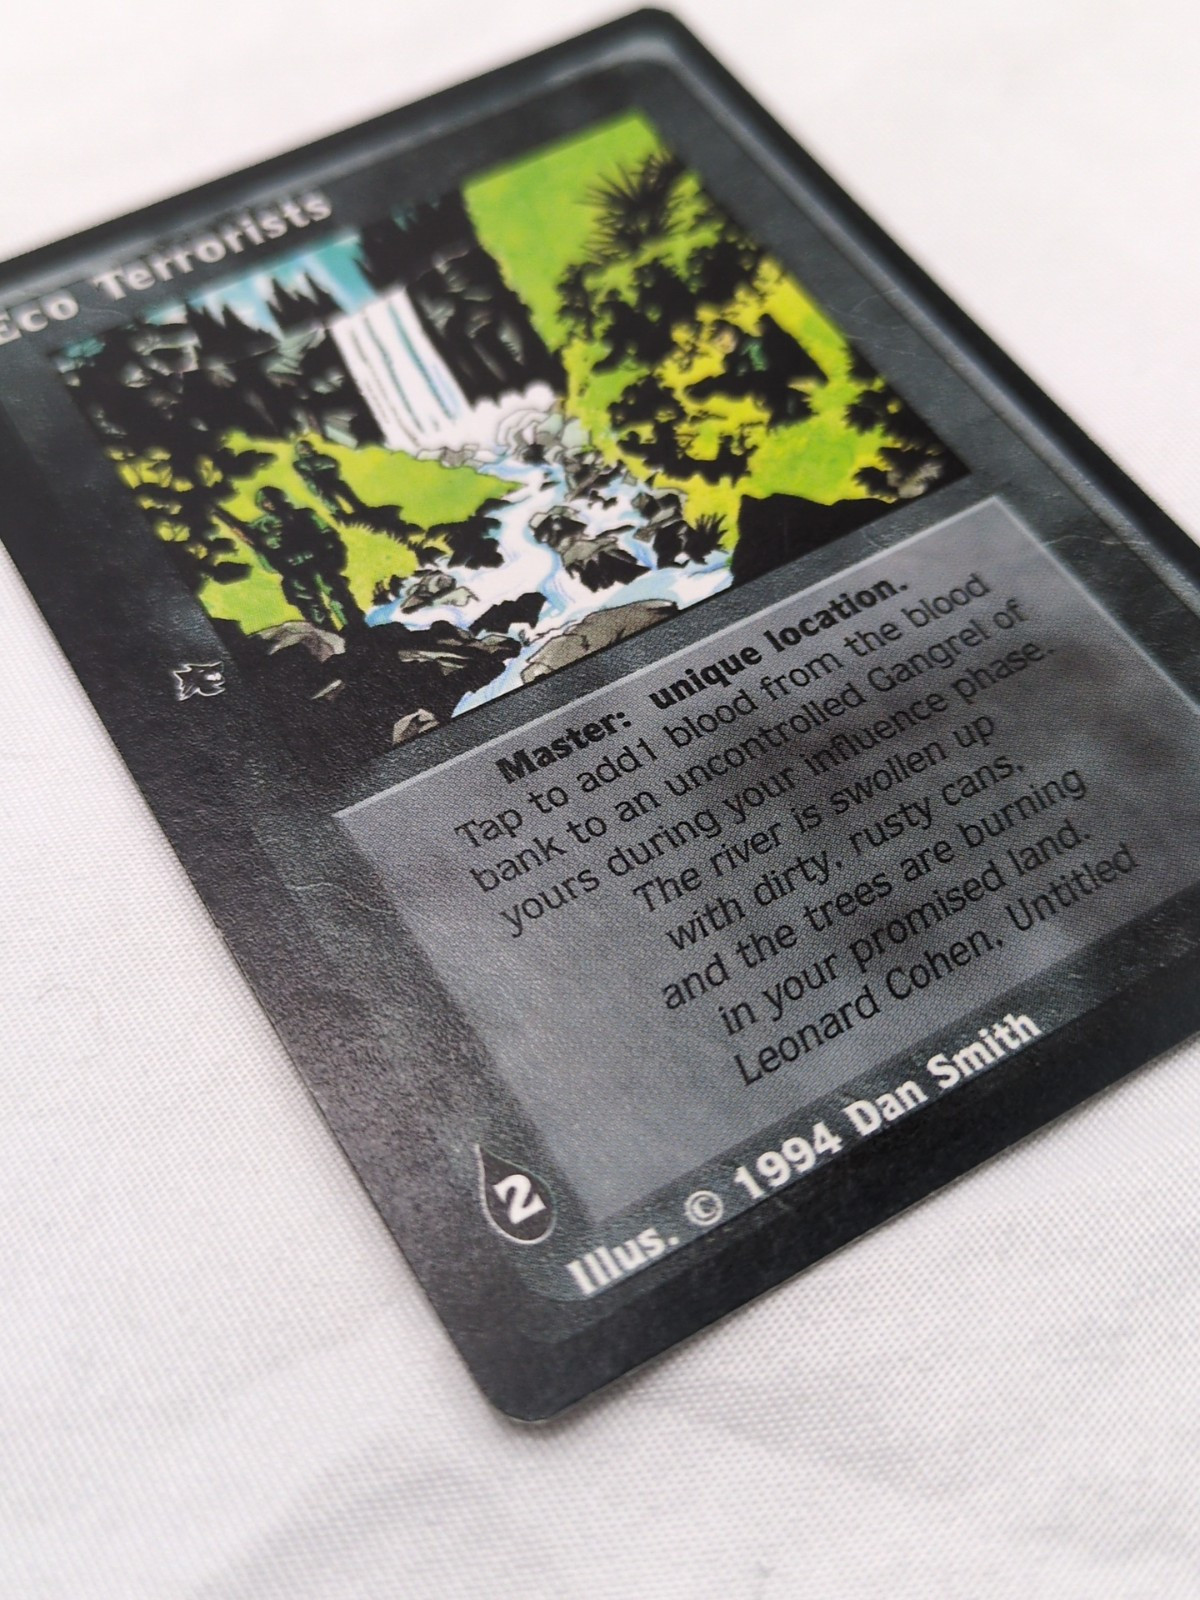 Eco Terrorists
Master: unique location.
Tap to add1 blood from the blood
bank to an uncontrolled Gangrel of
yours during your influence phase.
The river is swollen up
with dirty, rusty cans,
and the trees are burning
in your promised land.
Leonard Cohen, Untitled
2
Illus. © 1994 Dan Smith